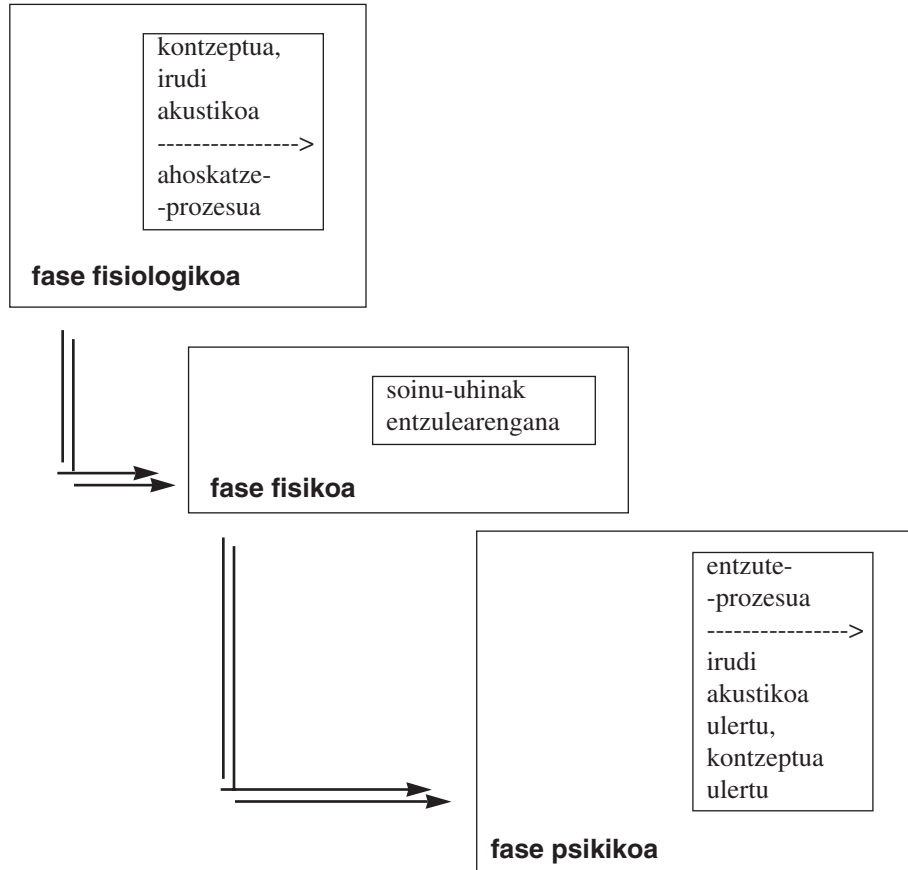 kontzeptua,
irudi
akustikoa
---------------->
ahoskatze-
-prozesua
fase fisiologikoa
soinu-uhinak
entzulearengana
fase fisikoa
entzute-
-prozesua
---------------->
irudi
akustikoa
ulertu,
kontzeptua
ulertu
fase psikikoa